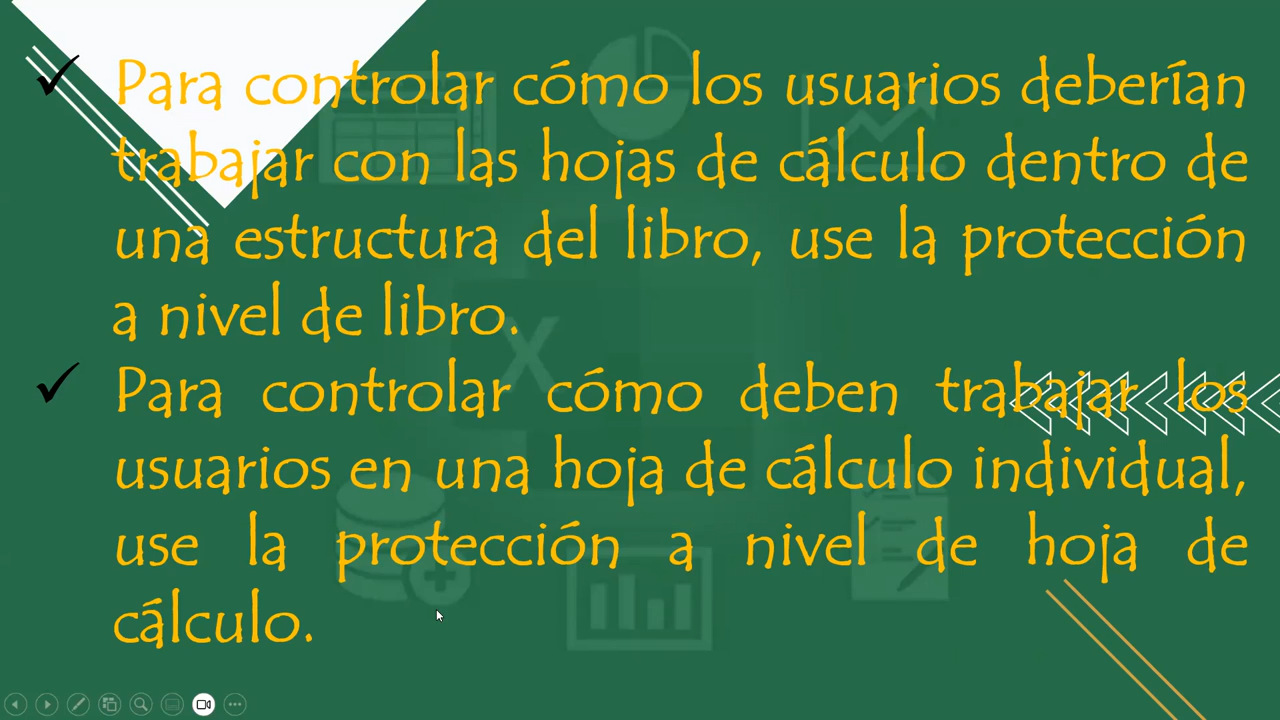 ✓ Para controlar cómo los usuarios deberían
trabajar con las hojas de cálculo dentro de
una estructura del libro, use la protección
a nivel de libro.
✓ Para controlar cómo deben trabajar los
usuarios en una hoja de cálculo individual,
use la protección a nivel de hoja de
cálculo.
X